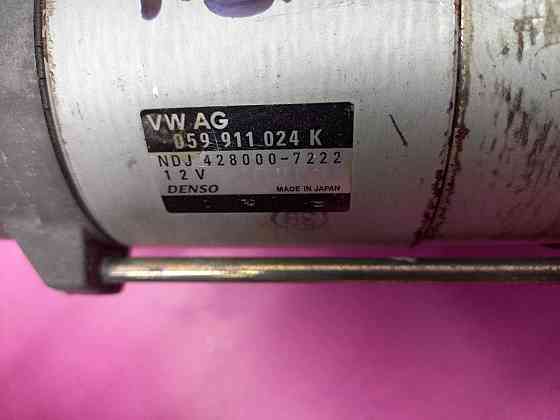 VW AG
059 911 024 K
NDJ 428000-7222
12V
DENSO MADE IN JAPAN